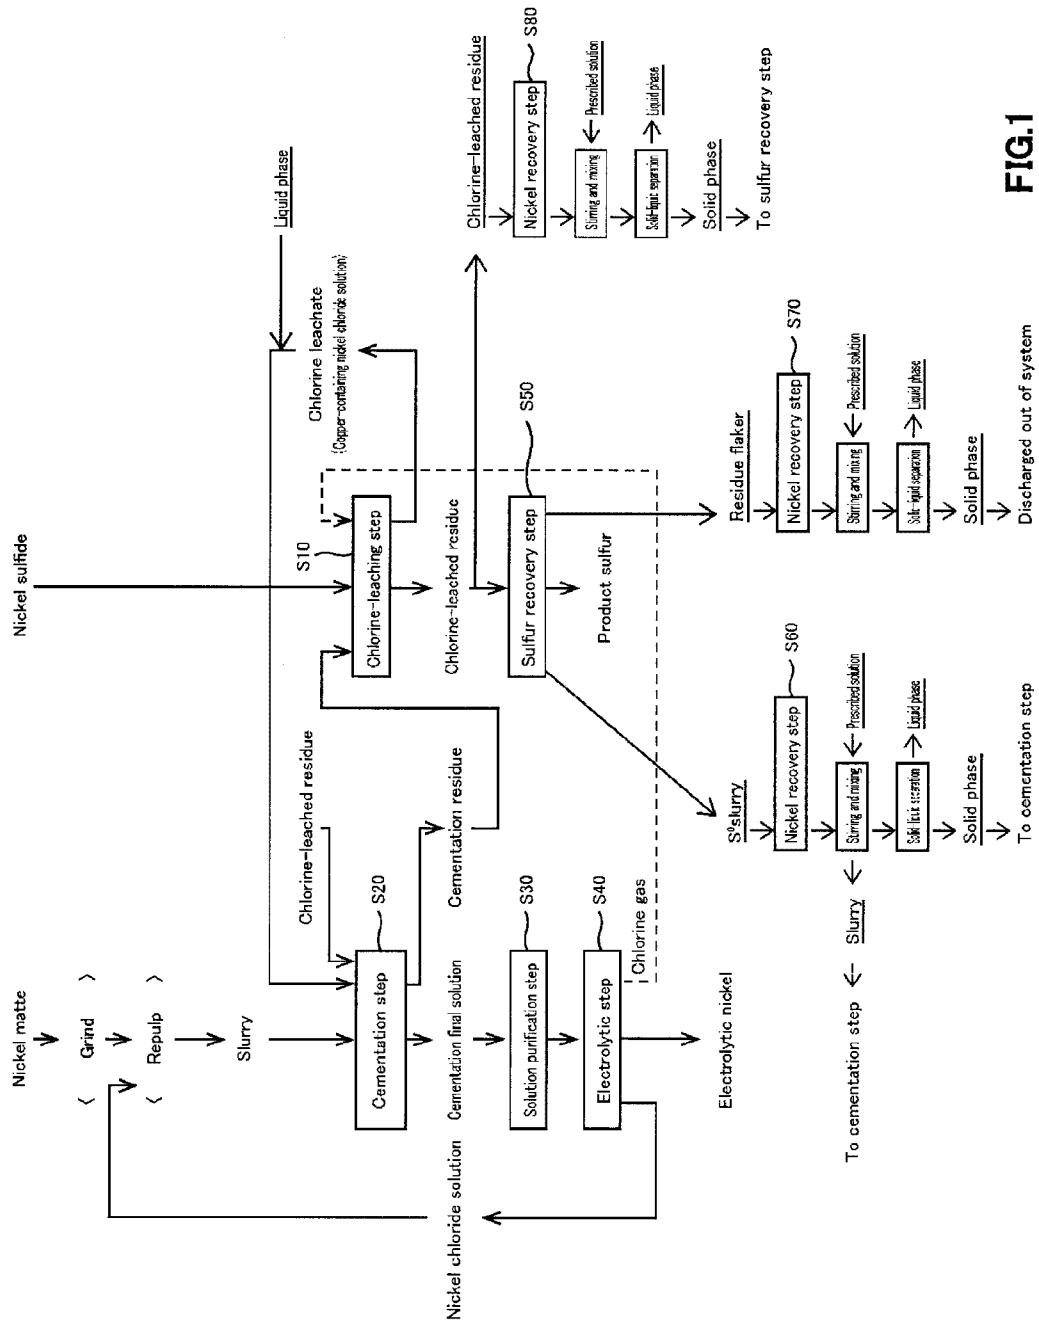 Nickel matte
< Grind >
< Repulp >
Slurry
Nickel sulfide
Liquid phase
Chlorine leachate
(Copper-containing nickel chloride solution)
Chlorine-leached residue
S20
Cementation step
S10
Chlorine-leaching step
Nickel chloride solution
Cementation final solution
Cementation residue
Chlorine-leached residue
Chlorine-leached residue
S30
Solution purification step
S50
Sulfur recovery step
S80
Nickel recovery step
Stirring and mixing
Prescribed solution
Solid-liquid separation
Liquid phase
Solid phase
To sulfur recovery step
S40
Electrolytic step
Chlorine gas
Product sulfur
Electrolytic nickel
S⁰slurry
S60
Nickel recovery step
Stirring and mixing
Prescribed solution
Slurry
To cementation step
Solid-liquid separation
Liquid phase
Solid phase
To cementation step
Residue flaker
S70
Nickel recovery step
Stirring and mixing
Prescribed solution
Solid-liquid separation
Liquid phase
Solid phase
Discharged out of system
FIG.1